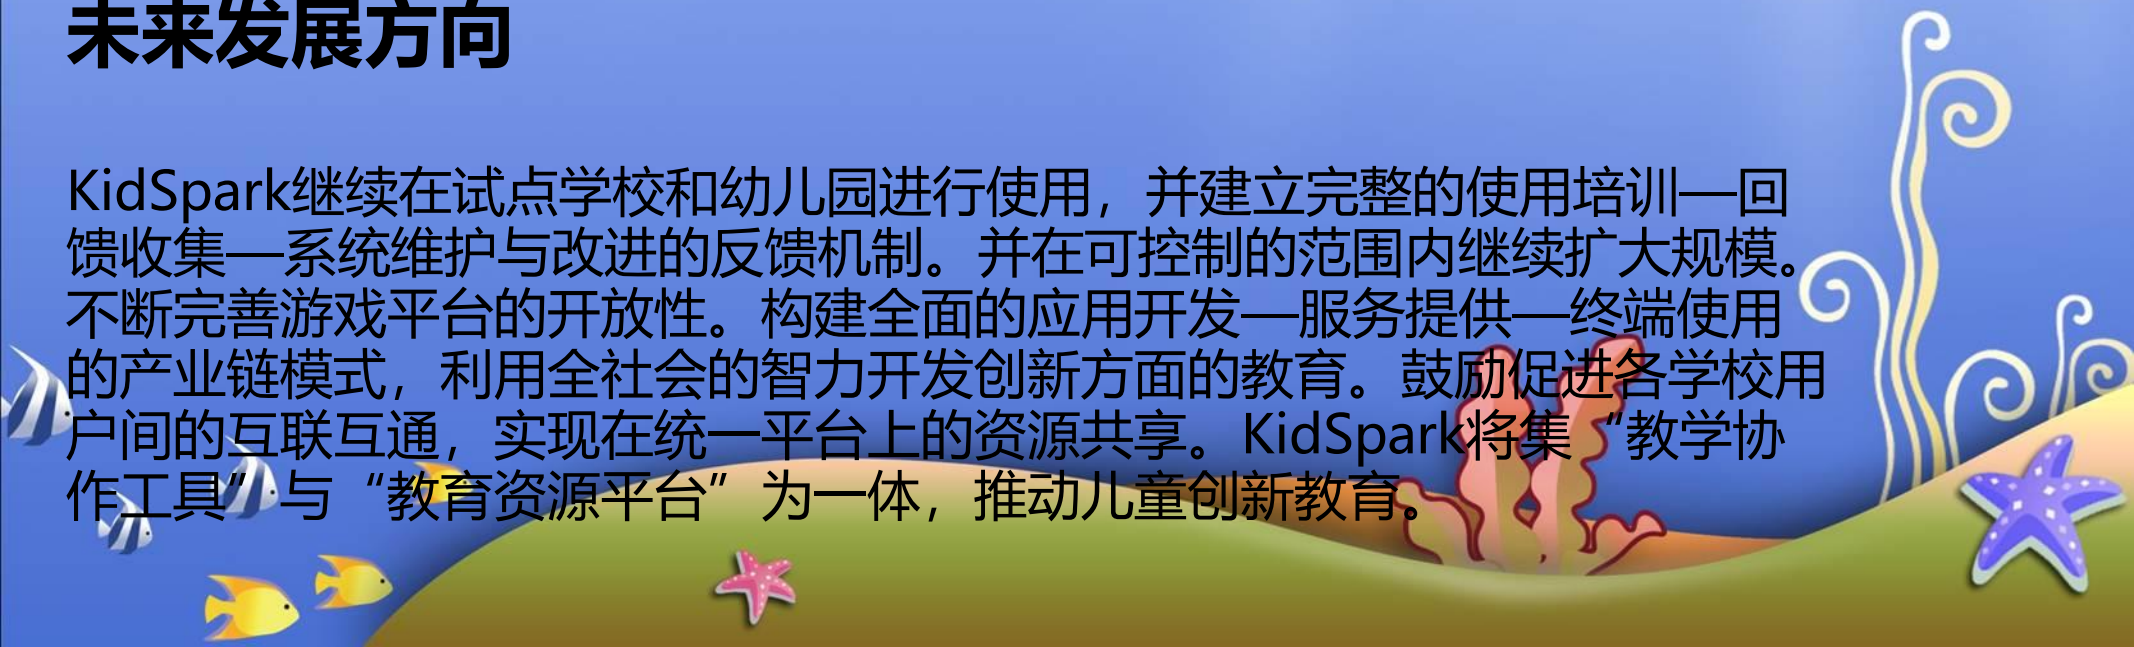 未来发展方向
KidSpark继续在试点学校和幼儿园进行使用，并建立完整的使用培训—回
馈收集—系统维护与改进的反馈机制。并在可控制的范围内继续扩大规模。
不断完善游戏平台的开放性。构建全面的应用开发—服务提供—终端使用
的产业链模式，利用全社会的智力开发创新方面的教育。鼓励促进各学校用
户间的互联互通，实现在统一平台上的资源共享。KidSpark将集“教学协
作工具”与“教育资源平台”为一体，推动儿童创新教育。